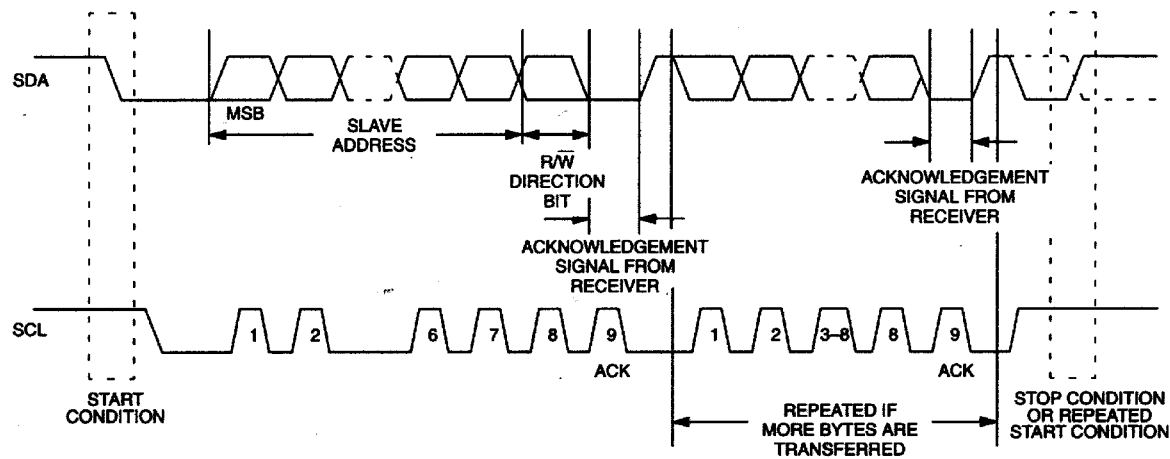 SDA
MSB
SLAVE
ADDRESS
R/W̅
DIRECTION
BIT
ACKNOWLEDGEMENT
SIGNAL FROM
RECEIVER
ACKNOWLEDGEMENT
SIGNAL FROM
RECEIVER
SCL
1 2 6 7 8 9 1 2 3–8 8 9
ACK
ACK
START
CONDITION
REPEATED IF
MORE BYTES ARE
TRANSFERRED
STOP CONDITION
OR REPEATED
START CONDITION